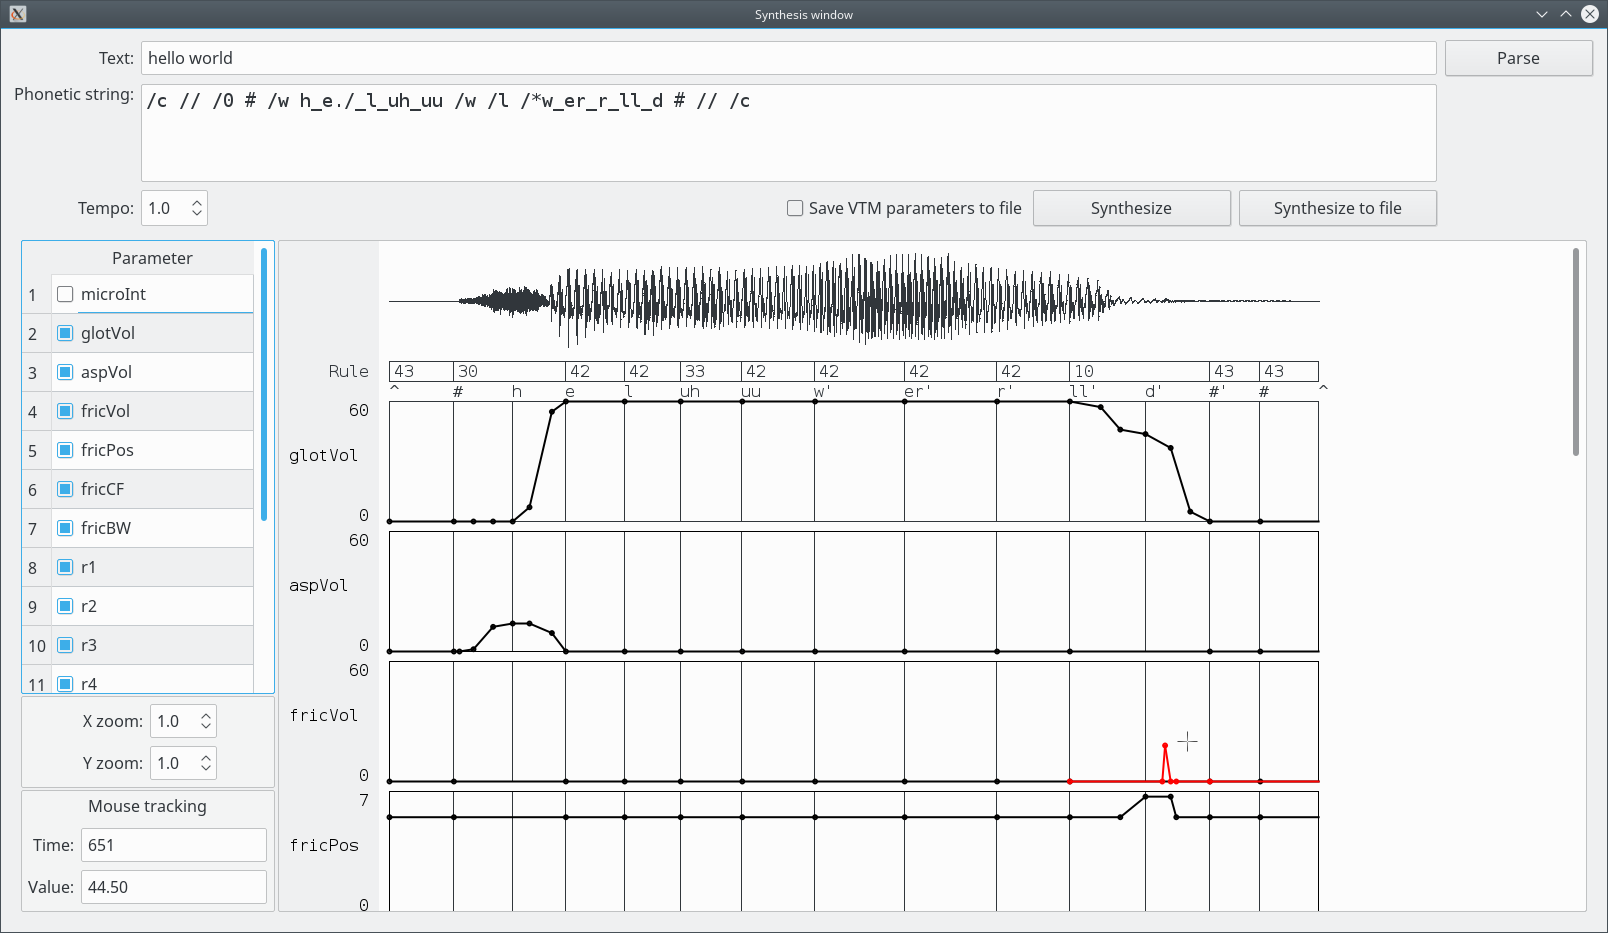 Synthesis window
Text: hello world Parse
Phonetic string: /c // /0 # /w h_e./_l_uh_uu /w /l /*w_er_r_ll_d # // /c
Tempo: 1.0 Save VTM parameters to file Synthesize Synthesize to file
Parameter
1 microInt
2 glotVol
3 aspVol
4 fricVol
5 fricPos
6 fricCF
7 fricBW
8 r1
9 r2
10 r3
11 r4
X zoom: 1.0
Y zoom: 1.0
Mouse tracking
Time: 651
Value: 44.50
Rule 43 30 42 42 33 42 42 42 42 10 43 43
^ # h e l uh uu w' er' r' ll' d' #' # ^
60
glotVol
0
60
aspVol
0
60
fricVol
0
7
fricPos
0